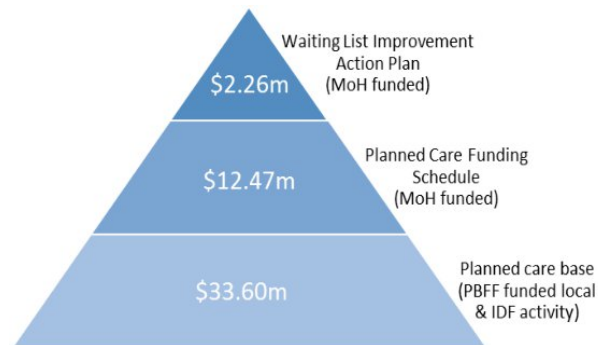 Waiting List Improvement
Action Plan
(MoH funded)
$2.26m
Planned Care Funding
Schedule
(MoH funded)
$12.47m
Planned care base
(PBFF funded local
& IDF activity)
$33.60m